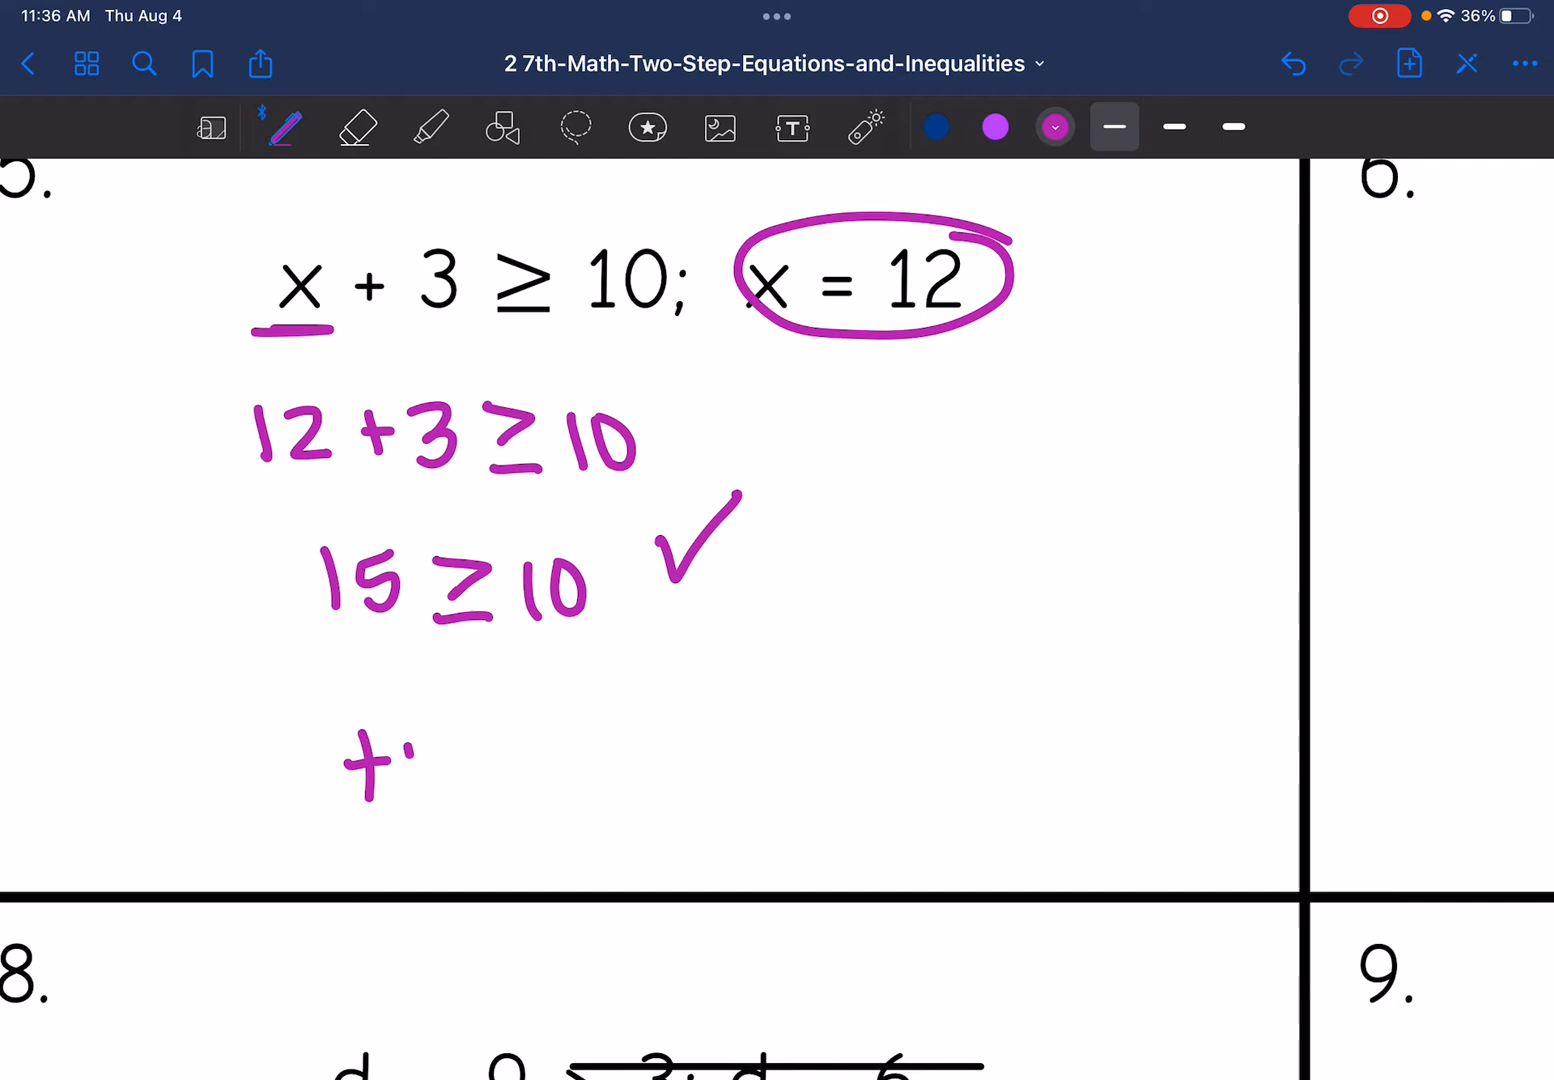 11:36 AM Thu Aug 4
36%
2 7th-Math-Two-Step-Equations-and-Inequalities
5.
6.
x + 3 ≥ 10; x = 12
12 + 3 ≥ 10
15 ≥ 10 ✓
t
8.
9.